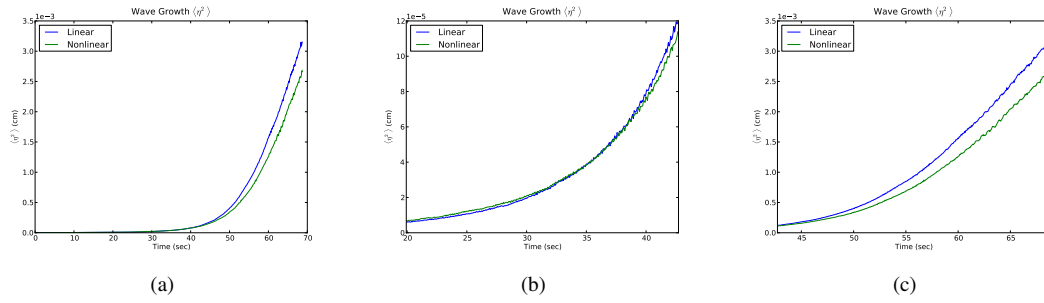 Wave Growth ⟨η²⟩
1e−3
3.5
3.0
2.5
2.0
1.5
1.0
0.5
0.0
⟨η²⟩ (cm)
Linear
Nonlinear
0 10 20 30 40 50 60 70
Time (sec)
(a)
Wave Growth ⟨η²⟩
1e−5
12
10
8
6
4
2
0
⟨η²⟩ (cm)
Linear
Nonlinear
20 25 30 35 40
Time (sec)
(b)
Wave Growth ⟨η²⟩
1e−3
3.5
3.0
2.5
2.0
1.5
1.0
0.5
0.0
⟨η²⟩ (cm)
Linear
Nonlinear
45 50 55 60 65
Time (sec)
(c)